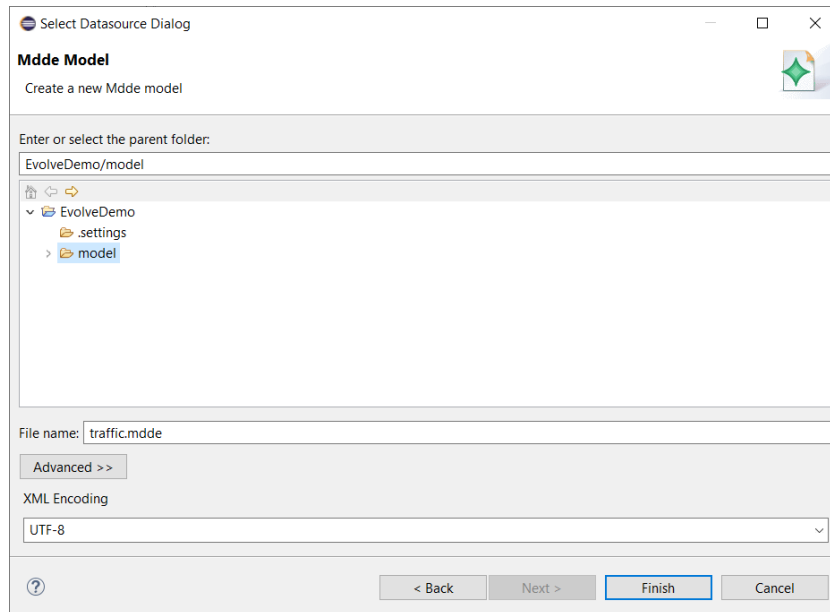 Select Datasource Dialog
Mdde Model
Create a new Mdde model
Enter or select the parent folder:
EvolveDemo/model
EvolveDemo
.settings
model
File name: traffic.mdde
Advanced >>
XML Encoding
UTF-8
< Back Next > Finish Cancel